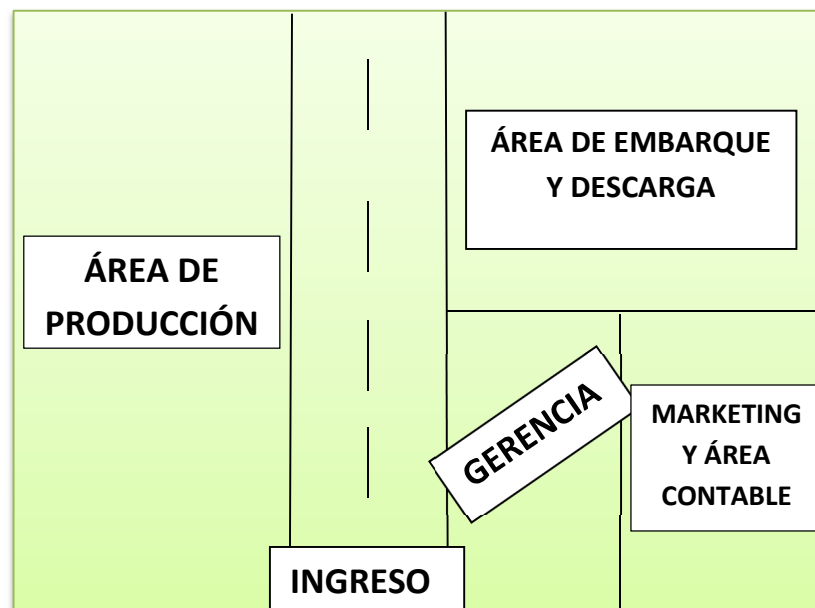 ÁREA DE EMBARQUE
Y DESCARGA
ÁREA DE
PRODUCCIÓN
GERENCIA
MARKETING
Y ÁREA
CONTABLE
INGRESO